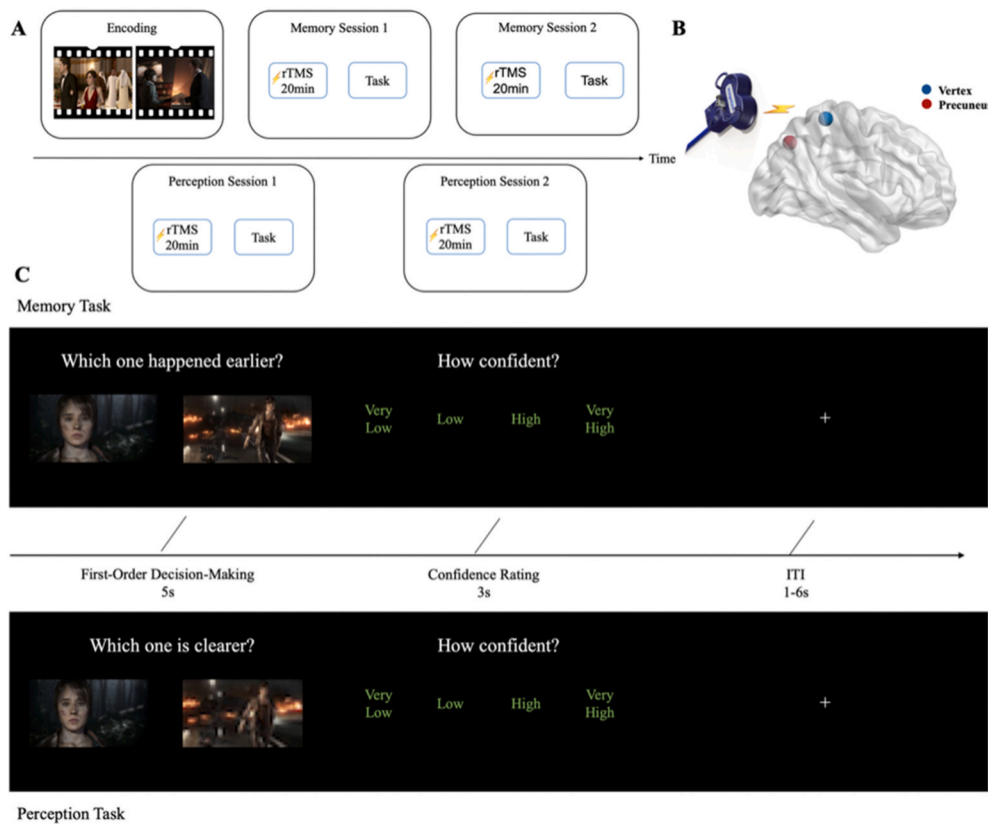 A
Encoding
Memory Session 1
rTMS
20min
Task
Memory Session 2
rTMS
20min
Task
Time
Perception Session 1
rTMS
20min
Task
Perception Session 2
rTMS
20min
Task
B
Vertex
Precuneus
C
Memory Task
Which one happened earlier?
How confident?
Very
Low
Low
High
Very
High
+
First-Order Decision-Making
5s
Confidence Rating
3s
ITI
1-6s
Which one is clearer?
How confident?
Very
Low
Low
High
Very
High
+
Perception Task